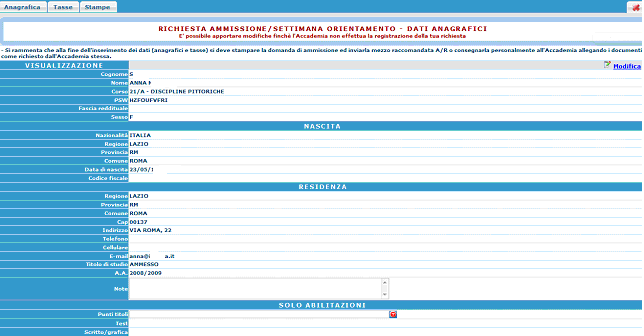 Anagrafica Tasse Stampe
RICHIESTA AMMISSIONE/SETTIMANA ORIENTAMENTO - DATI ANAGRAFICI
E' possibile apportare modifiche finchè l'Accademia non effettua la registrazione della tua richiesta
- Si rammenta che alla fine dell'inserimento dei dati (anagrafici e tasse) si deve stampare la domanda di ammissione ed inviarla mezzo raccomandata A/R o consegnarla personalmente all'Accademia allegando i documenti
come richiesto dall'Accademia stessa.
VISUALIZZAZIONE Modifica
Cognome S
Nome ANNA
Corso 21/A - DISCIPLINE PITTORICHE
PSW HZFOUFVFRI
Fascia reddituale
Sesso F
NASCITA
Nazionalità ITALIA
Regione LAZIO
Provincia RM
Comune ROMA
Data di nascita 23/05/
Codice fiscale
RESIDENZA
Regione LAZIO
Provincia RM
Comune ROMA
Cap 00137
Indirizzo VIA ROMA, 22
Telefono
Cellulare
E-mail anna@ a.it
Titolo di studio AMMESSO
A.A. 2008/2009
Note
SOLO ABILITAZIONI
Punti titoli
Test
Scritto/grafica